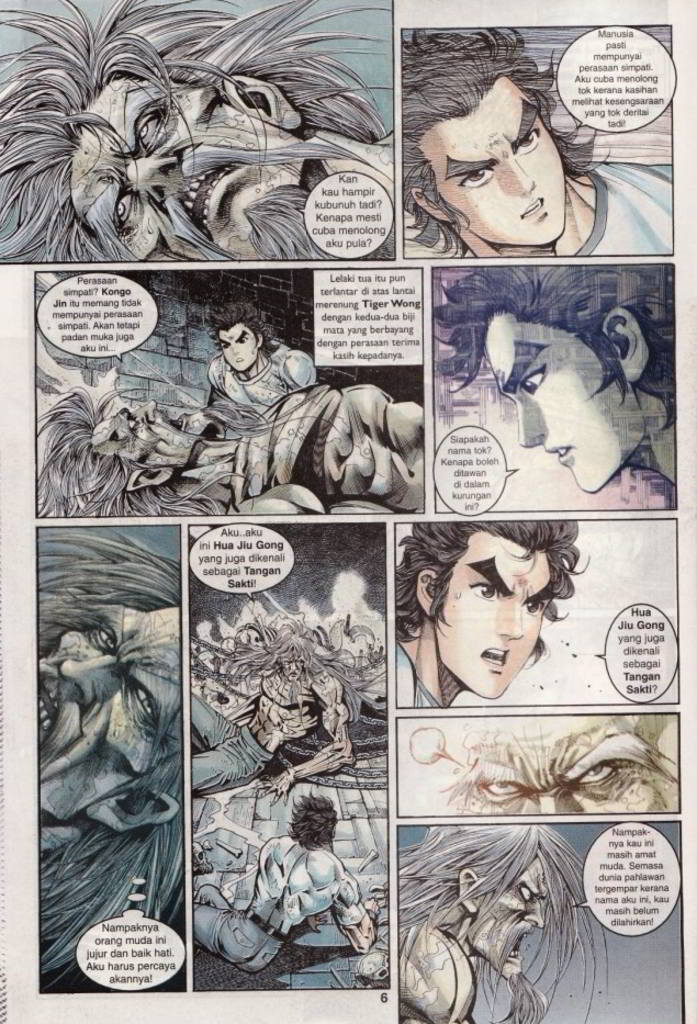 Kan
kau hampir
kubunuh tadi?
Kenapa mesti
cuba menolong
aku pula?
Manusia
pasti
mempunyai
perasaan simpati.
Aku cuba menolong
tok kerana kasihan
melihat kesengsaraan
yang tok deritai
tadi!
Perasaan
simpati? Kongo
Jin itu memang tidak
mempunyai perasaan
simpati. Akan tetapi
padan muka juga
aku ini...
Lelaki tua itu pun
terlantar di atas lantai
merenung Tiger Wong
dengan kedua-dua biji
mata yang berbayang
dengan perasaan terima
kasih kepadanya.
Siapakah
nama tok?
Kenapa boleh
ditawan
di dalam
kurungan
ini?
Nampaknya
orang muda ini
jujur dan baik hati.
Aku harus percaya
akannya!
Aku..aku
ini Hua Jiu Gong
yang juga dikenali
sebagai Tangan
Sakti!
Hua
Jiu Gong
yang juga
dikenali
sebagai
Tangan
Sakti?
Nampak-
nya kau ini
masih amat
muda. Semasa
dunia pahlawan
tergempar kerana
nama aku ini, kau
masih belum
dilahirkan!
6